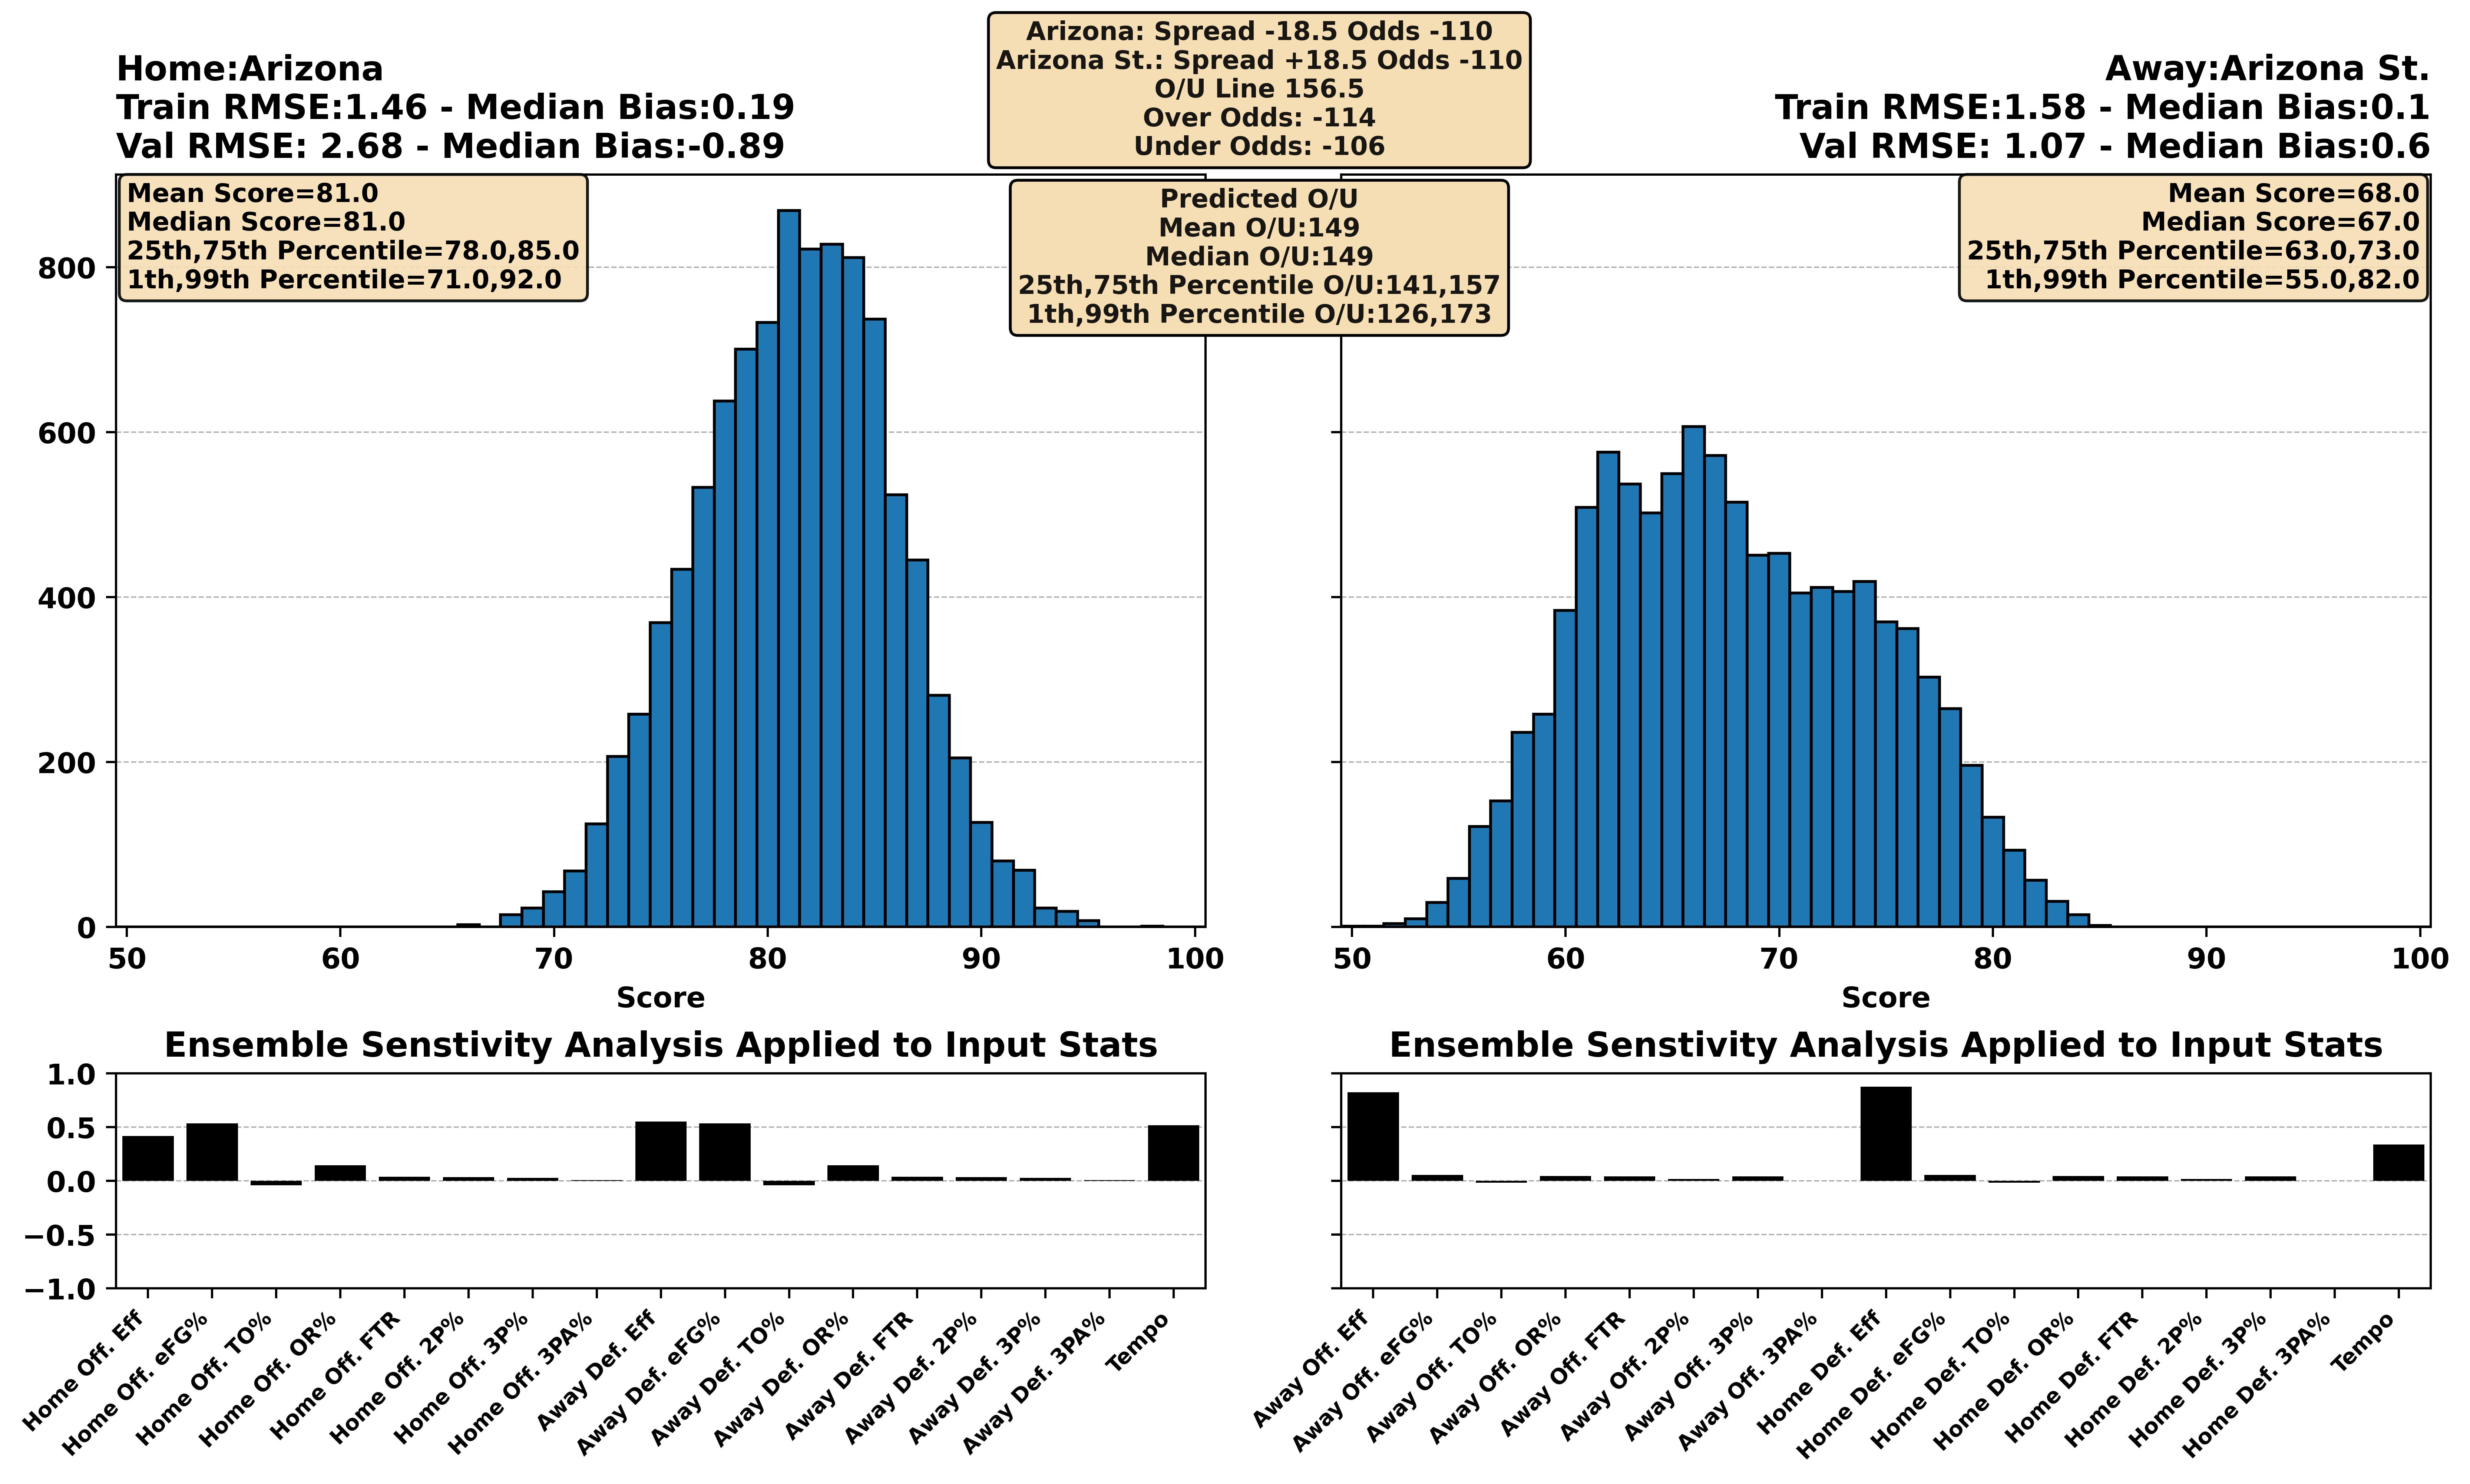 Arizona: Spread -18.5 Odds -110
Arizona St.: Spread +18.5 Odds -110
O/U Line 156.5
Over Odds: -114
Under Odds: -106
Home:Arizona
Train RMSE:1.46 - Median Bias:0.19
Val RMSE: 2.68 - Median Bias:-0.89
Away:Arizona St.
Train RMSE:1.58 - Median Bias:0.1
Val RMSE: 1.07 - Median Bias:0.6
Mean Score=81.0
Median Score=81.0
25th,75th Percentile=78.0,85.0
1th,99th Percentile=71.0,92.0
Predicted O/U
Mean O/U:149
Median O/U:149
25th,75th Percentile O/U:141,157
1th,99th Percentile O/U:126,173
Mean Score=68.0
Median Score=67.0
25th,75th Percentile=63.0,73.0
1th,99th Percentile=55.0,82.0
800
600
400
200
0
50 60 70 80 90 100
Score
50 60 70 80 90 100
Score
Ensemble Senstivity Analysis Applied to Input Stats
1.0
0.5
0.0
−0.5
−1.0
Home Off. Eff
Home Off. eFG%
Home Off. TO%
Home Off. OR%
Home Off. FTR
Home Off. 2P%
Home Off. 3P%
Home Off. 3PA%
Away Def. Eff
Away Def. eFG%
Away Def. TO%
Away Def. OR%
Away Def. FTR
Away Def. 2P%
Away Def. 3P%
Away Def. 3PA%
Tempo
Ensemble Senstivity Analysis Applied to Input Stats
Away Off. Eff
Away Off. eFG%
Away Off. TO%
Away Off. OR%
Away Off. FTR
Away Off. 2P%
Away Off. 3P%
Away Off. 3PA%
Home Def. Eff
Home Def. eFG%
Home Def. TO%
Home Def. OR%
Home Def. FTR
Home Def. 2P%
Home Def. 3P%
Home Def. 3PA%
Tempo